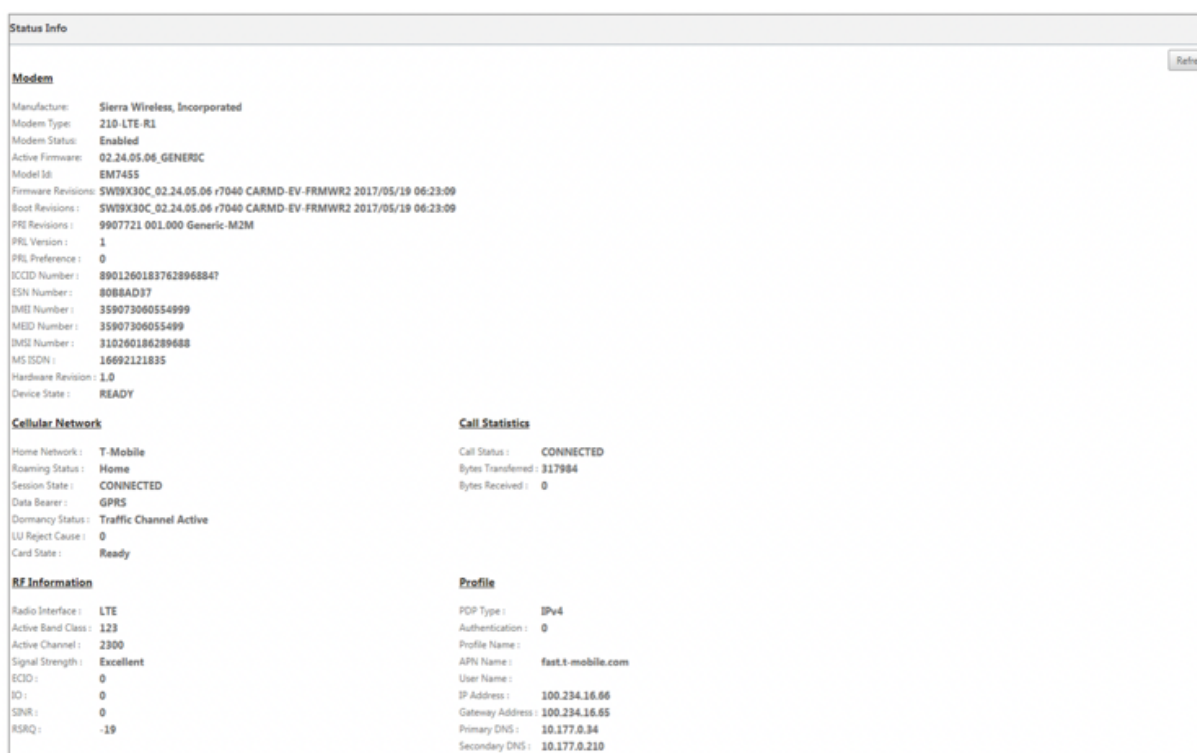 Status Info
Refre
Modem
Manufacture: Sierra Wireless, Incorporated
Modem Type: 210-LTE-R1
Modem Status: Enabled
Active Firmware: 02.24.05.06_GENERIC
Model Id: EM7455
Firmware Revisions: SWI9X30C_02.24.05.06 r7040 CARMD-EV-FRMWR2 2017/05/19 06:23:09
Boot Revisions : SWI9X30C_02.24.05.06 r7040 CARMD-EV-FRMWR2 2017/05/19 06:23:09
PRI Revisions : 9907721 001.000 Generic-M2M
PRL Version : 1
PRL Preference : 0
ICCID Number : 8901260183762896884?
ESN Number : 80B8AD37
IMEI Number : 359073060554999
MEID Number : 35907306055499
IMSI Number : 310260186289688
MS ISDN : 16692121835
Hardware Revision : 1.0
Device State : READY
Cellular Network
Home Network : T-Mobile
Roaming Status : Home
Session State : CONNECTED
Data Bearer : GPRS
Dormancy Status : Traffic Channel Active
LU Reject Cause : 0
Card State : Ready
Call Statistics
Call Status : CONNECTED
Bytes Transferred : 317984
Bytes Received : 0
RF Information
Radio Interface : LTE
Active Band Class : 123
Active Channel : 2300
Signal Strength : Excellent
ECIO : 0
IO : 0
SINR : 0
RSRQ : -19
Profile
PDP Type : IPv4
Authentication : 0
Profile Name :
APN Name : fast.t-mobile.com
User Name :
IP Address : 100.234.16.66
Gateway Address : 100.234.16.65
Primary DNS : 10.177.0.34
Secondary DNS : 10.177.0.210